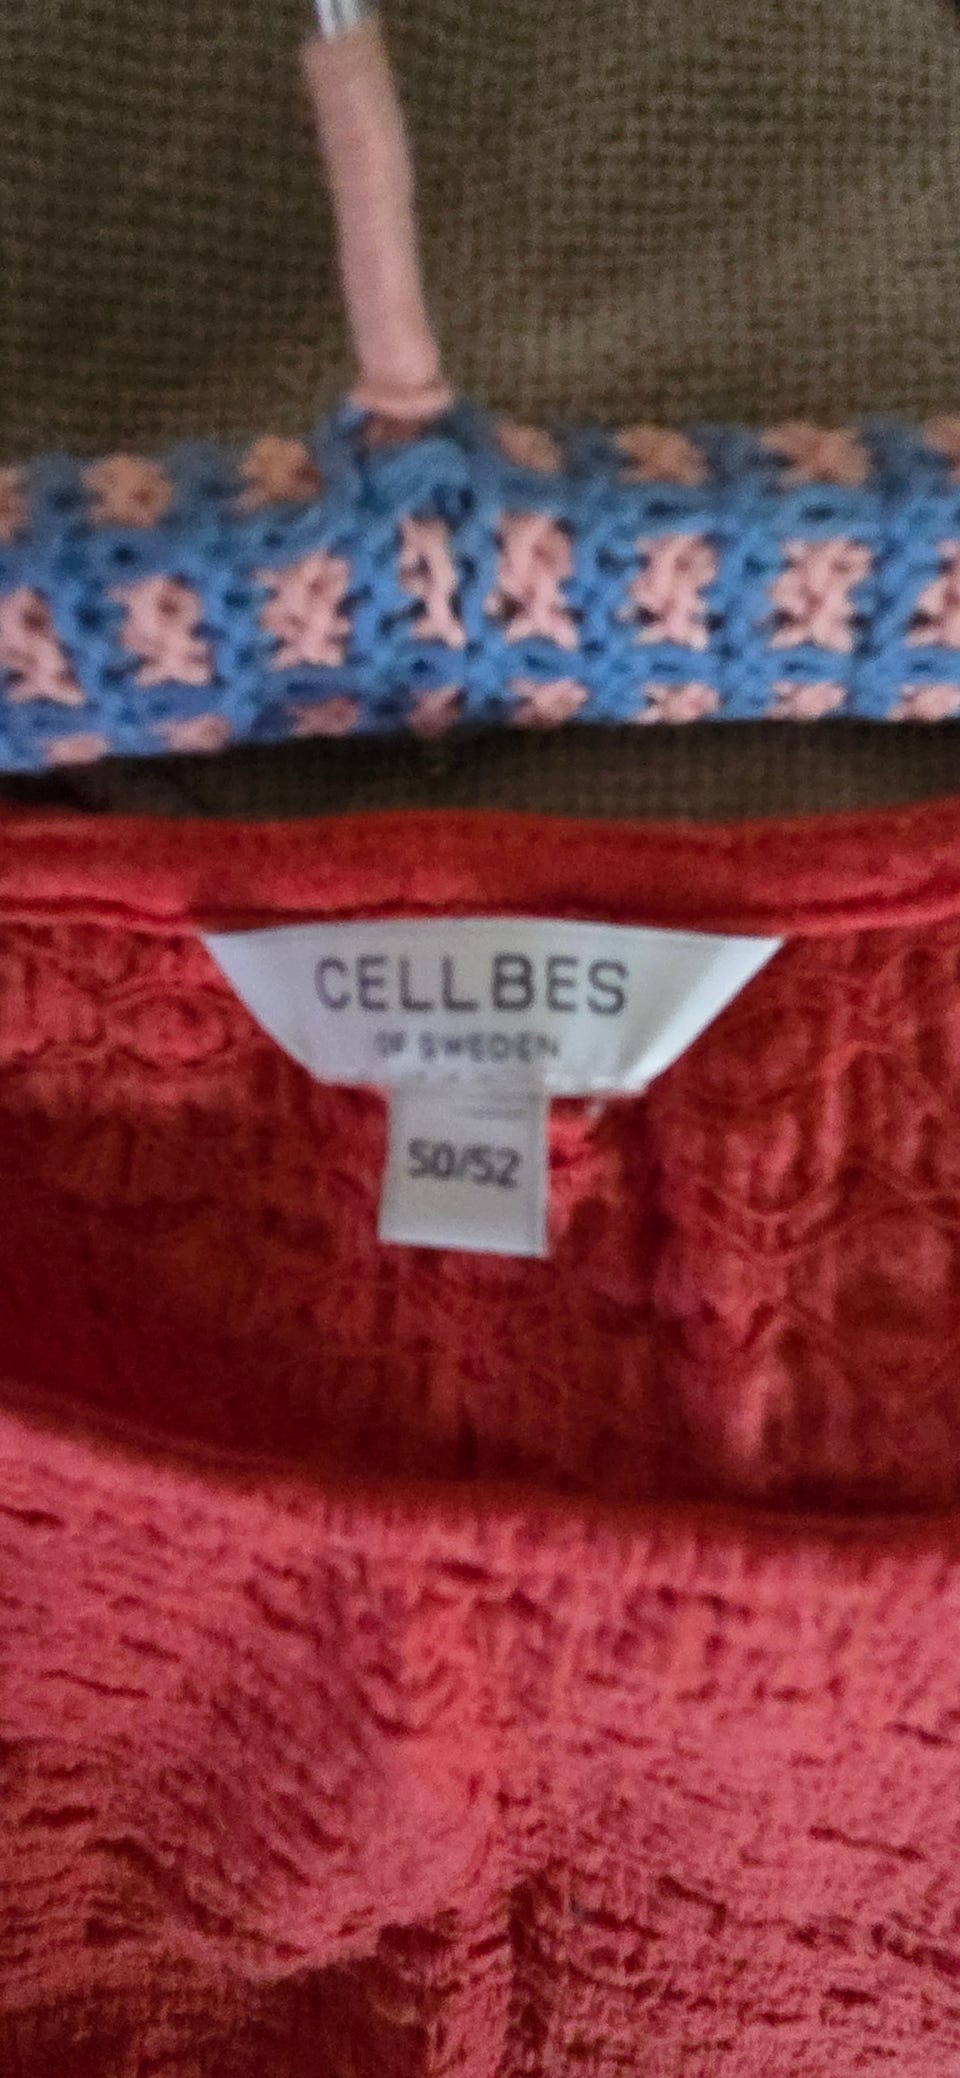 CELLBES
OF SWEDEN
50/52